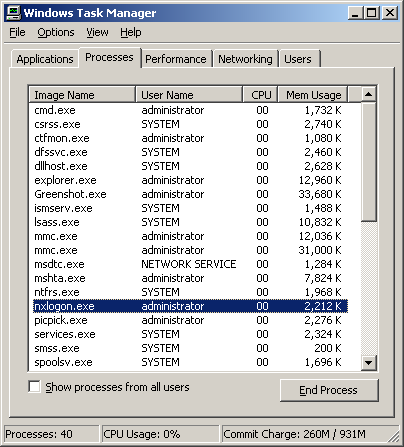 Windows Task Manager
File Options View Help
Applications Processes Performance Networking Users
Image Name User Name CPU Mem Usage
cmd.exe administrator 00 1,732 K
csrss.exe SYSTEM 00 2,740 K
ctfmon.exe administrator 00 1,080 K
dfssvc.exe SYSTEM 00 2,460 K
dllhost.exe SYSTEM 00 2,628 K
explorer.exe administrator 00 12,960 K
Greenshot.exe administrator 00 33,680 K
ismserv.exe SYSTEM 00 1,488 K
lsass.exe SYSTEM 00 10,832 K
mmc.exe administrator 00 12,036 K
mmc.exe administrator 00 31,000 K
msdtc.exe NETWORK SERVICE 00 1,284 K
mshta.exe administrator 00 7,824 K
ntfrs.exe SYSTEM 00 1,968 K
nxlogon.exe administrator 00 2,212 K
picpick.exe administrator 00 2,276 K
services.exe SYSTEM 00 2,324 K
smss.exe SYSTEM 00 200 K
spoolsv.exe SYSTEM 00 1,696 K
Show processes from all users End Process
Processes: 40 CPU Usage: 0% Commit Charge: 260M / 931M